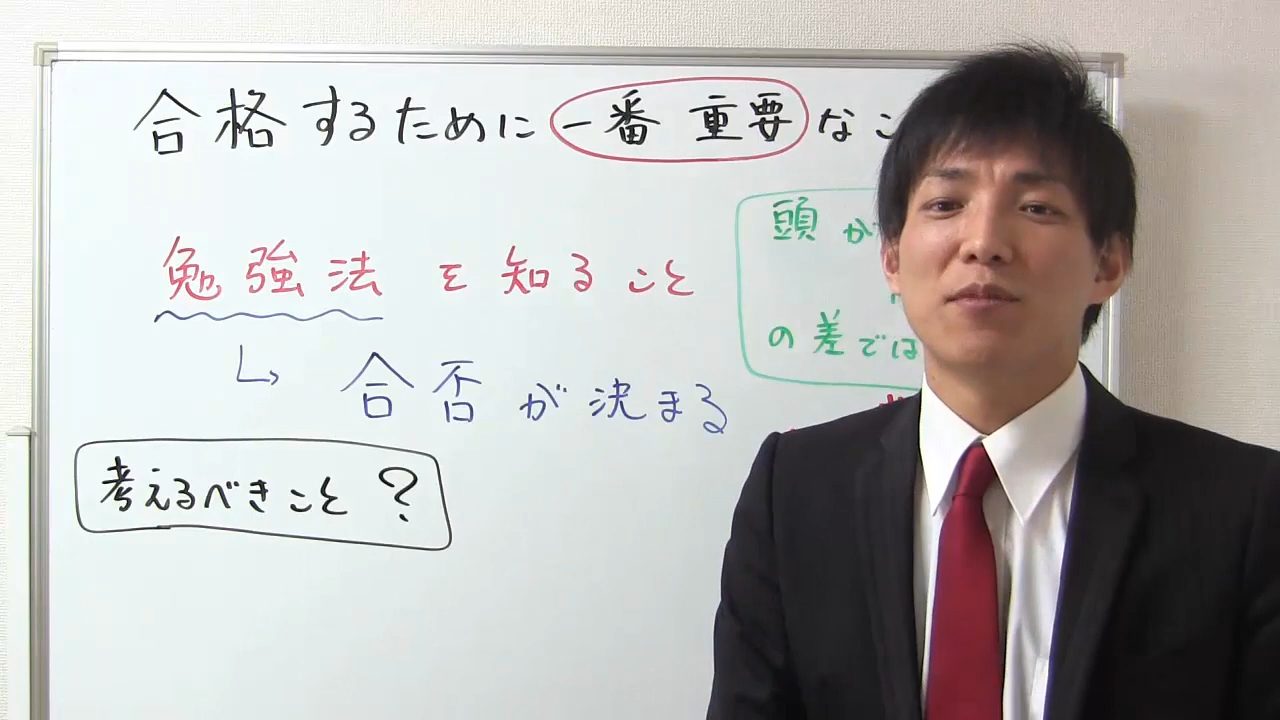 合格するために一番重要なこ
勉強法を知ること
合否が決まる
頭が
の差では
考えるべきこと?